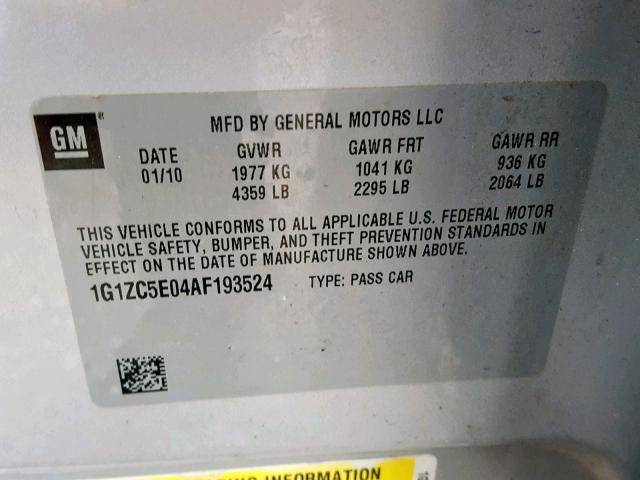 GM
MFD BY GENERAL MOTORS LLC
DATE GVWR GAWR FRT GAWR RR
01/10 1977 KG 1041 KG 936 KG
4359 LB 2295 LB 2064 LB
THIS VEHICLE CONFORMS TO ALL APPLICABLE U.S. FEDERAL MOTOR
VEHICLE SAFETY, BUMPER, AND THEFT PREVENTION STANDARDS IN
EFFECT ON THE DATE OF MANUFACTURE SHOWN ABOVE.
1G1ZC5E04AF193524 TYPE: PASS CAR
INFORMATION